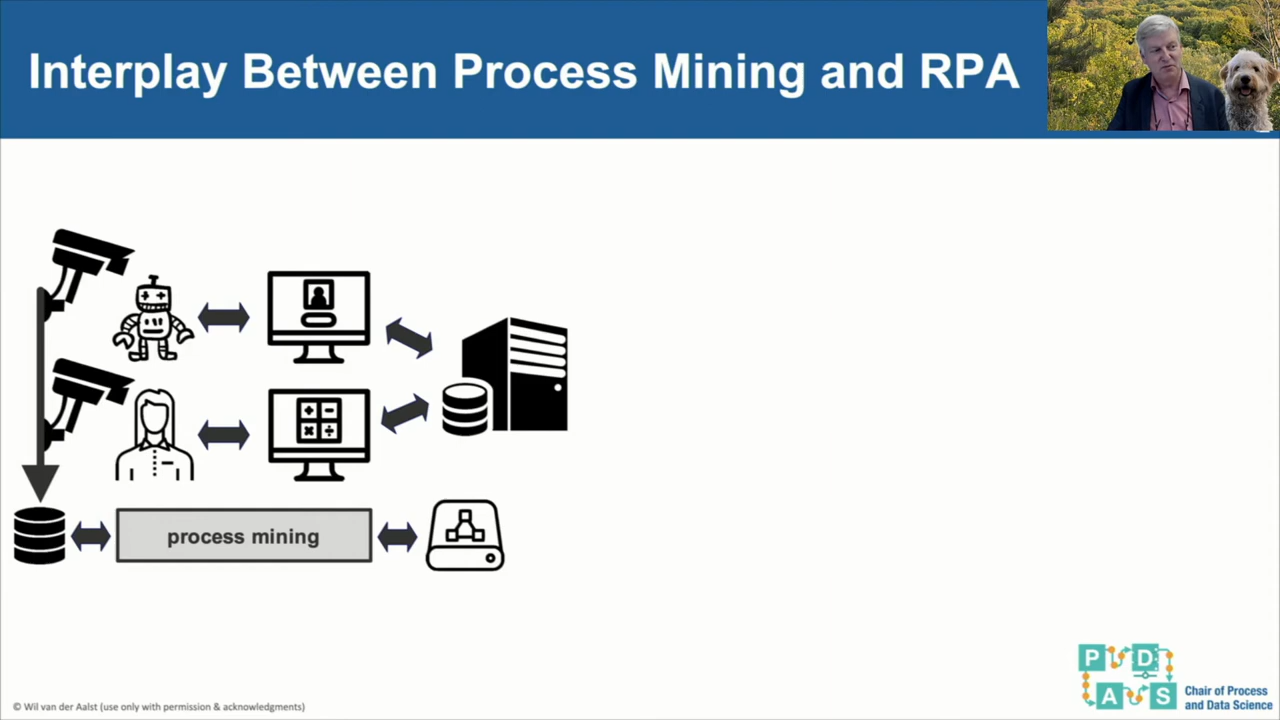 Interplay Between Process Mining and RPA
process mining
P D
A S
Chair of Process
and Data Science
© Wil van der Aalst (use only with permission & acknowledgments)